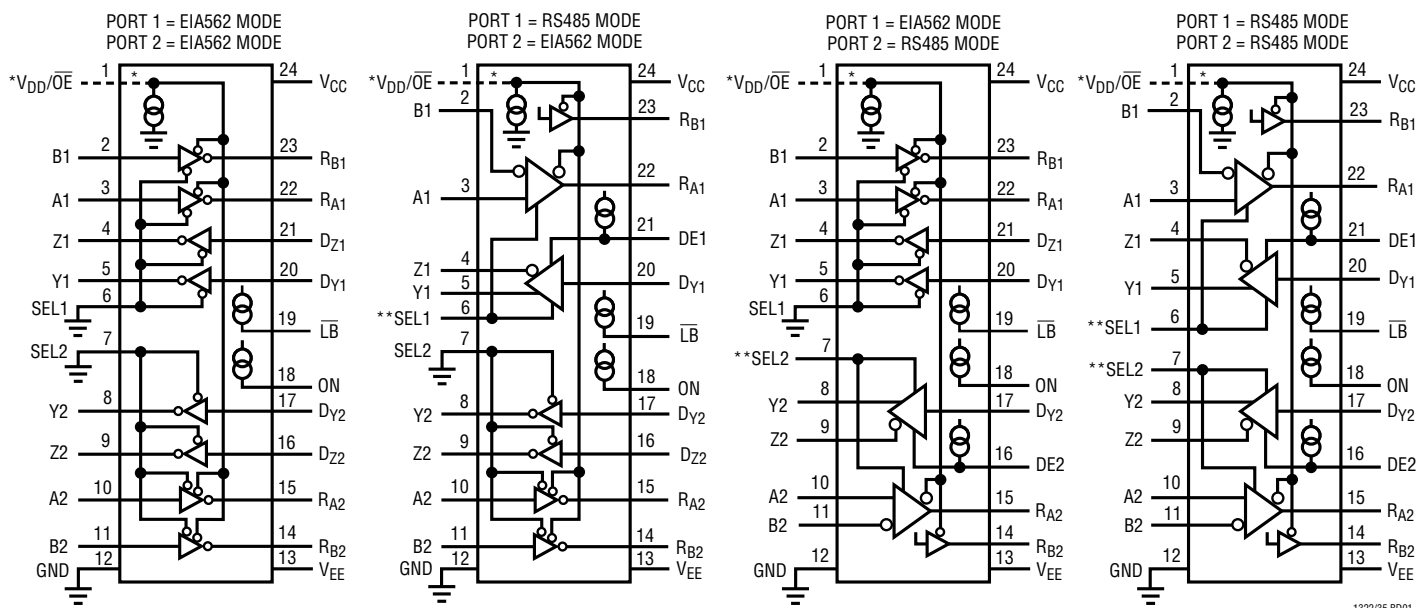 PORT 1 = EIA562 MODE
PORT 2 = EIA562 MODE
*VDD/OE
1
*
24
VCC
B1
2
23
RB1
A1
3
22
RA1
Z1
4
21
DZ1
Y1
5
20
DY1
SEL1
6
19
LB
SEL2
7
18
ON
Y2
8
17
DY2
Z2
9
16
DZ2
A2
10
15
RA2
B2
11
14
RB2
GND
12
13
VEE
PORT 1 = RS485 MODE
PORT 2 = EIA562 MODE
*VDD/OE
1
*
24
VCC
B1
2
23
RB1
A1
3
22
RA1
21
DE1
Z1
4
20
DY1
Y1
5
**SEL1
6
19
LB
SEL2
7
18
ON
Y2
8
17
DY2
Z2
9
16
DZ2
A2
10
15
RA2
B2
11
14
RB2
GND
12
13
VEE
PORT 1 = EIA562 MODE
PORT 2 = RS485 MODE
*VDD/OE
1
*
24
VCC
B1
2
23
RB1
A1
3
22
RA1
Z1
4
21
DZ1
Y1
5
20
DY1
SEL1
6
19
LB
**SEL2
7
18
ON
Y2
8
17
DY2
Z2
9
16
DE2
A2
10
15
RA2
B2
11
14
RB2
GND
12
13
VEE
PORT 1 = RS485 MODE
PORT 2 = RS485 MODE
*VDD/OE
1
*
24
VCC
B1
2
23
RB1
A1
3
22
RA1
Z1
4
21
DE1
Y1
5
20
DY1
**SEL1
6
19
LB
**SEL2
7
18
ON
Y2
8
17
DY2
Z2
9
16
DE2
A2
10
15
RA2
B2
11
14
RB2
GND
12
13
VEE
1322/35 BD01